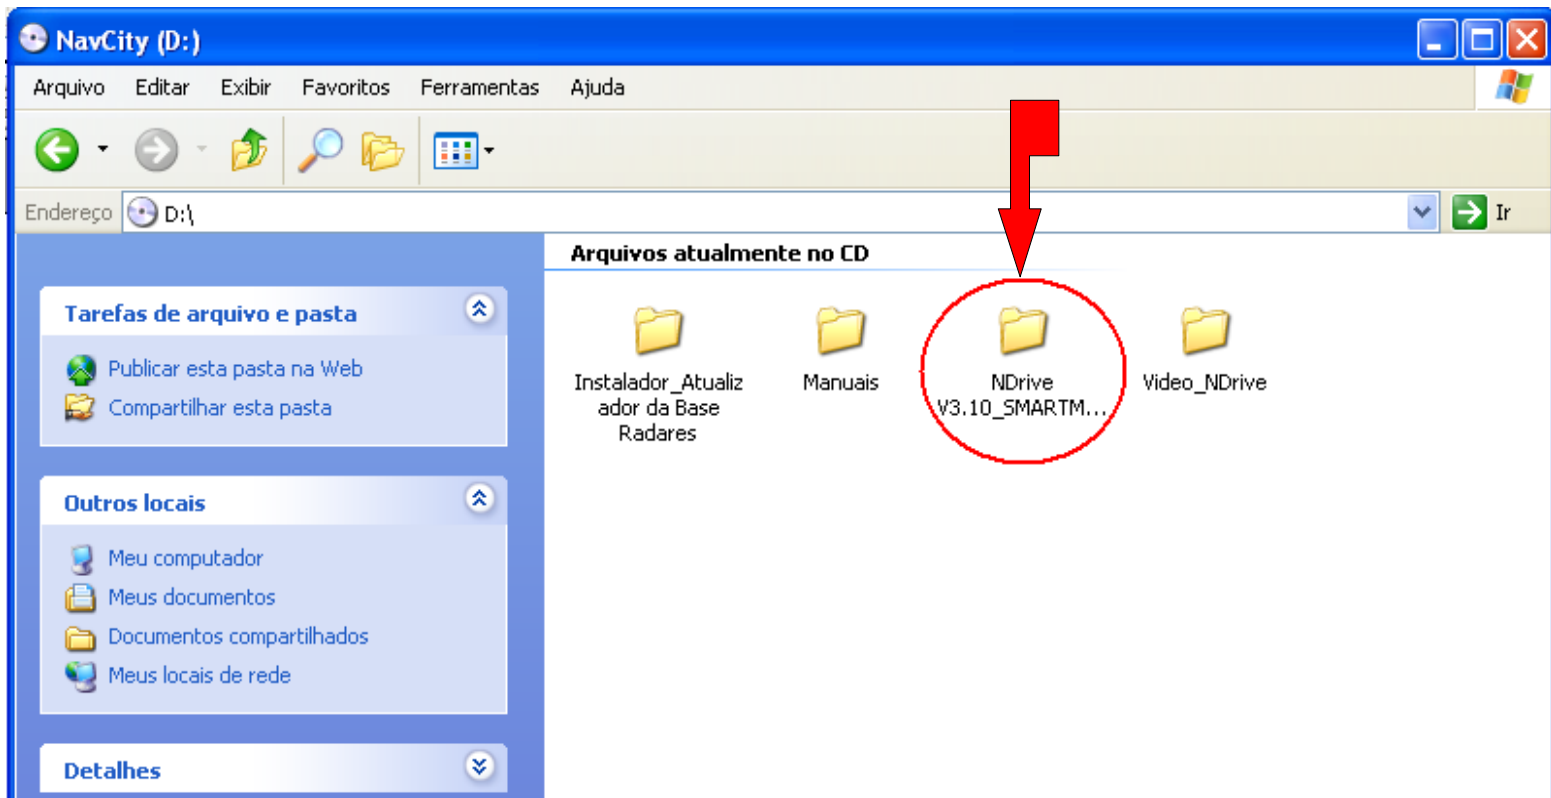 NavCity (D:)
Arquivo Editar Exibir Favoritos Ferramentas Ajuda
Endereço D:\ Ir
Tarefas de arquivo e pasta
Publicar esta pasta na Web
Compartilhar esta pasta
Outros locais
Meu computador
Meus documentos
Documentos compartilhados
Meus locais de rede
Detalhes
Arquivos atualmente no CD
Instalador_Atualiz
ador da Base
Radares
Manuais
NDrive
V3.10_SMARTM...
Video_NDrive